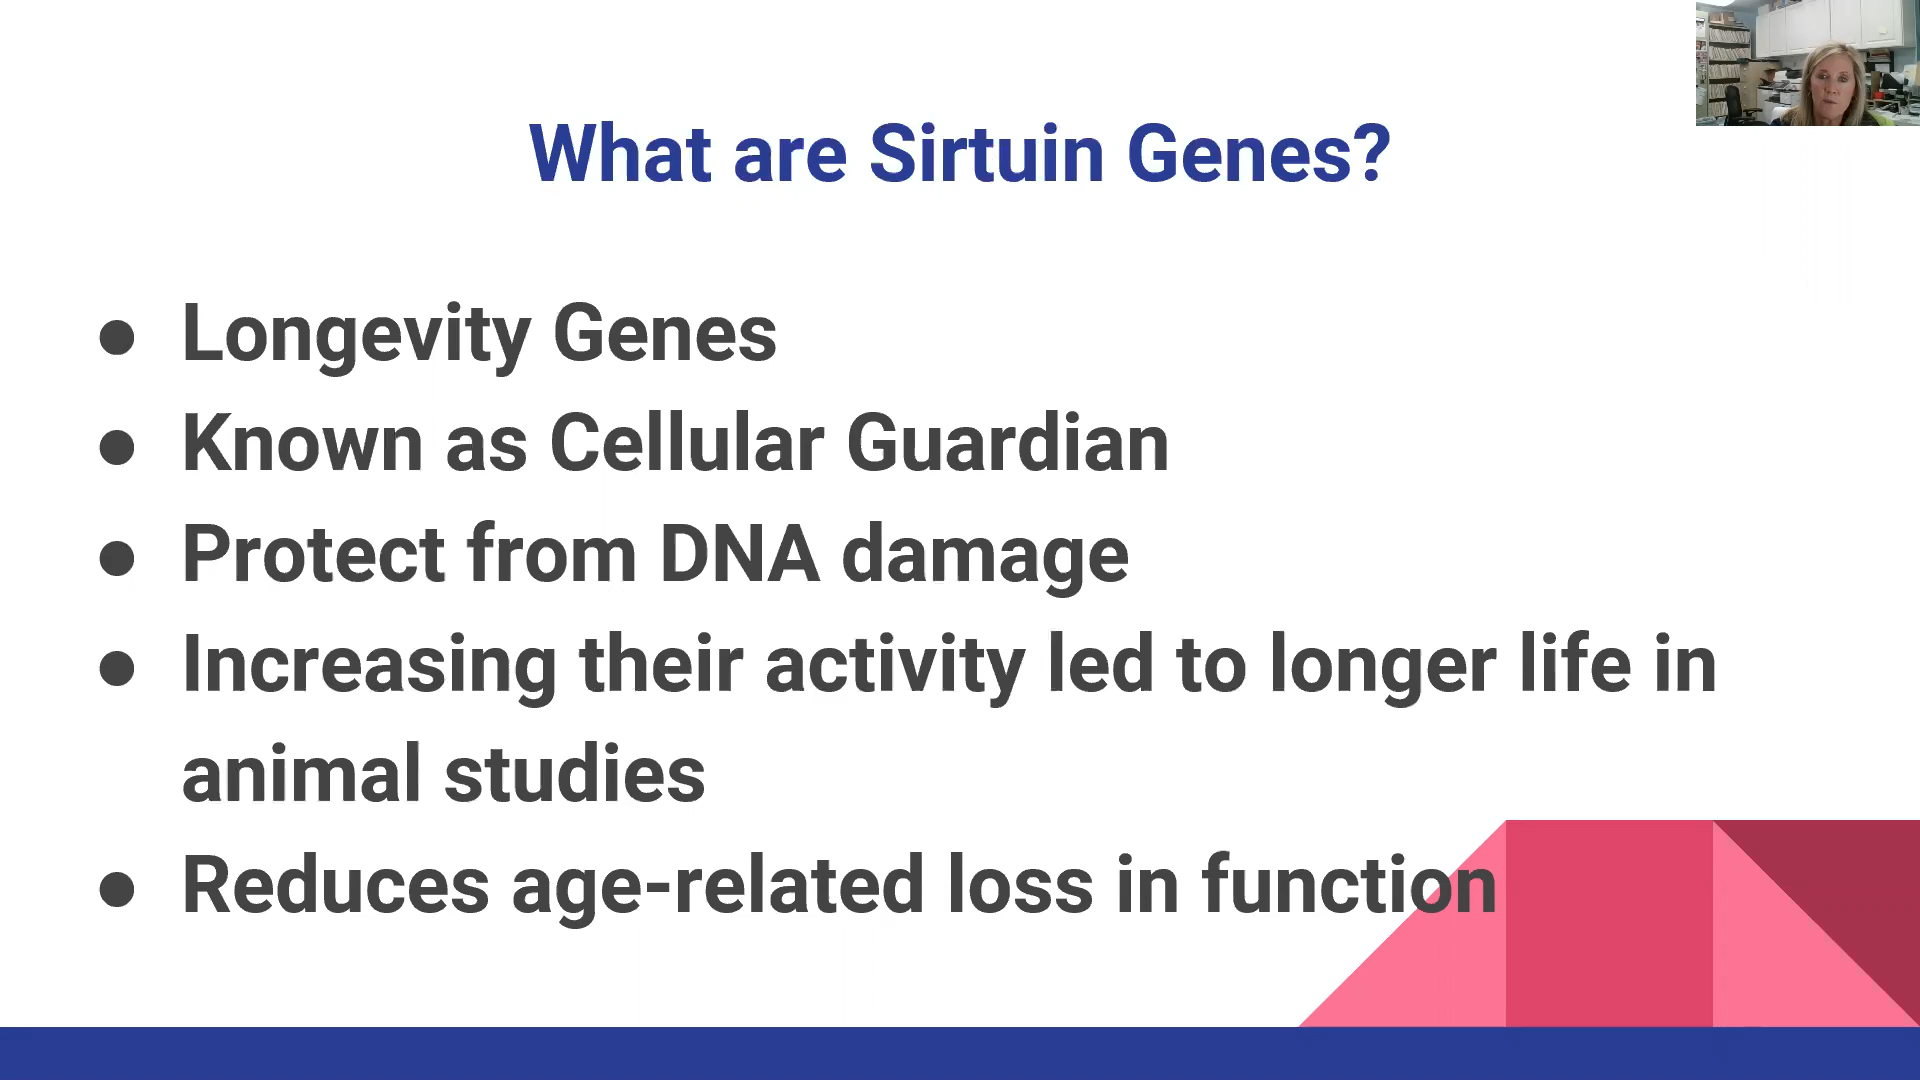 What are Sirtuin Genes?
● Longevity Genes
● Known as Cellular Guardian
● Protect from DNA damage
● Increasing their activity led to longer life in
animal studies
● Reduces age-related loss in function